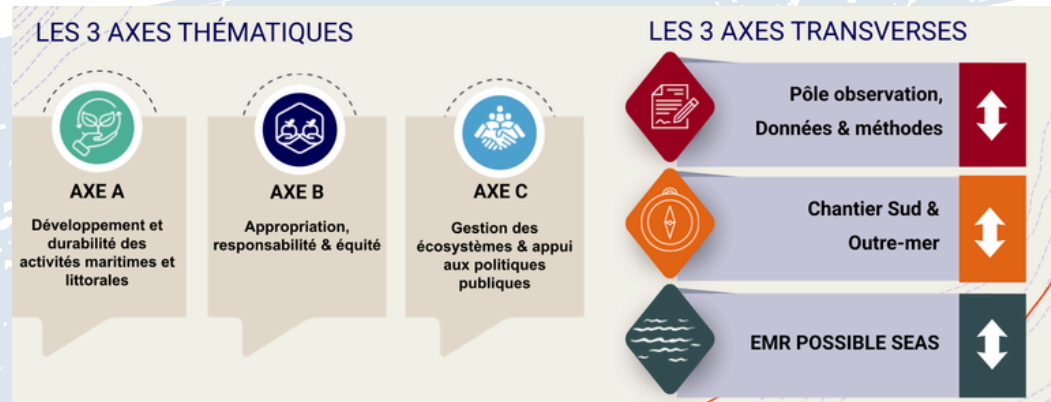 LES 3 AXES THÉMATIQUES
AXE A
Développement et
durabilité des
activités maritimes et
littorales
AXE B
Appropriation,
responsabilité & équité
AXE C
Gestion des
écosystèmes & appui
aux politiques
publiques
LES 3 AXES TRANSVERSES
Pôle observation,
Données & méthodes
Chantier Sud &
Outre-mer
EMR POSSIBLE SEAS